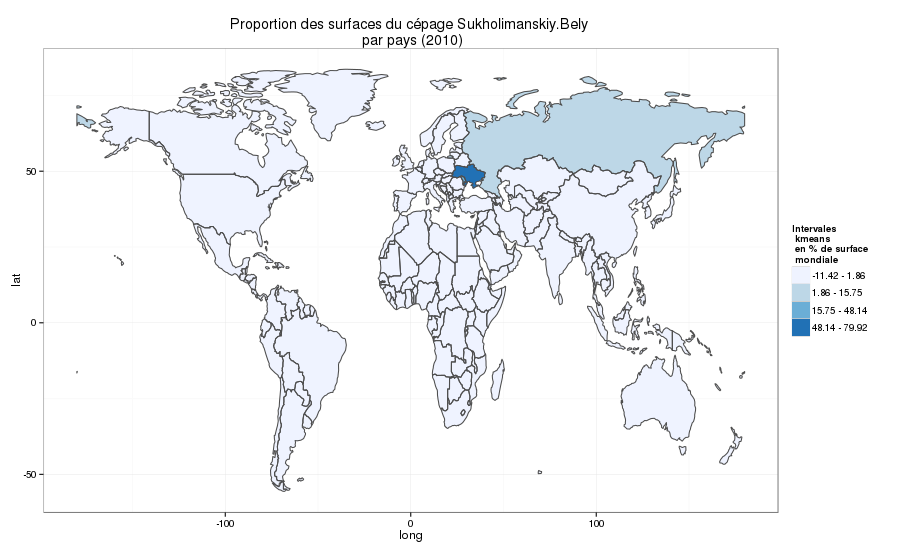 Proportion des surfaces du cépage Sukholimanskiy.Bely
par pays (2010)
50
0
-50
lat
-100
0
100
long
Intervales
kmeans
en % de surface
mondiale
-11.42 - 1.86
1.86 - 15.75
15.75 - 48.14
48.14 - 79.92